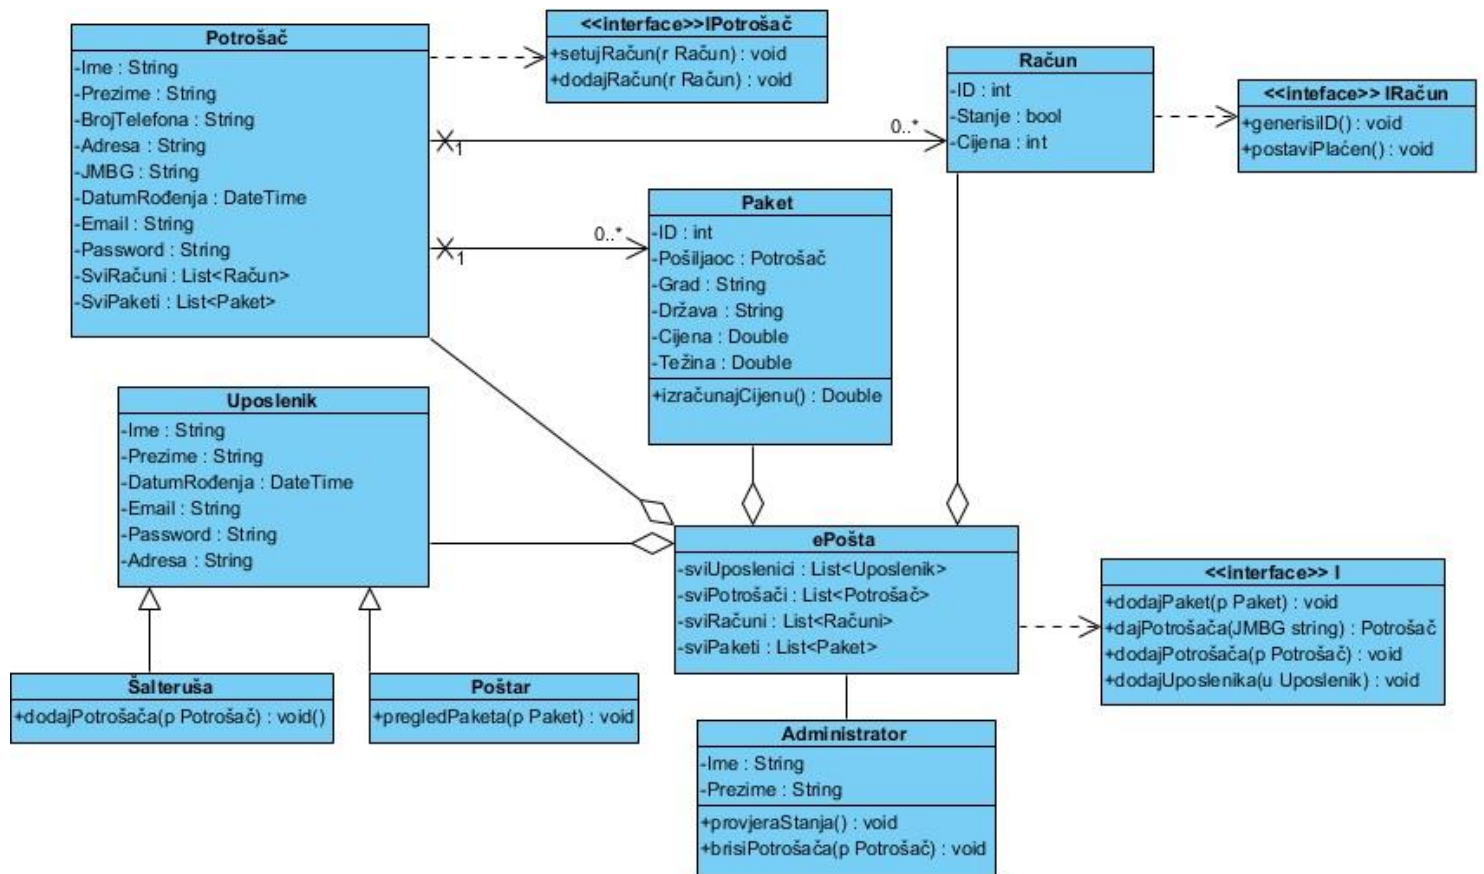 Potrošač
-Ime : String
-Prezime : String
-BrojTelefona : String
-Adresa : String
-JMBG : String
-DatumRođenja : DateTime
-Email : String
-Password : String
-SviRačuni : List<Račun>
-SviPaketi : List<Paket>
<<interface>>IPotrošač
+setujRačun(r Račun) : void
+dodajRačun(r Račun) : void
Račun
-ID : int
-Stanje : bool
-Cijena : int
<<inteface>> IRačun
+generisiID() : void
+postaviPlaćen() : void
1
0..*
1
0..*
Paket
-ID : int
-Pošiljaoc : Potrošač
-Grad : String
-Država : String
-Cijena : Double
-Težina : Double
+izračunajCijenu() : Double
Uposlenik
-Ime : String
-Prezime : String
-DatumRođenja : DateTime
-Email : String
-Password : String
-Adresa : String
ePošta
-sviUposlenici : List<Uposlenik>
-sviPotrošači : List<Potrošač>
-sviRačuni : List<Računi>
-sviPaketi : List<Paket>
<<interface>> I
+dodajPaket(p Paket) : void
+dajPotrošača(JMBG string) : Potrošač
+dodajPotrošača(p Potrošač) : void
+dodajUposlenika(u Uposlenik) : void
Šalteruša
+dodajPotrošača(p Potrošač) : void()
Poštar
+pregledPaketa(p Paket) : void
Administrator
-Ime : String
-Prezime : String
+provjeraStanja() : void
+brisiPotrošača(p Potrošač) : void